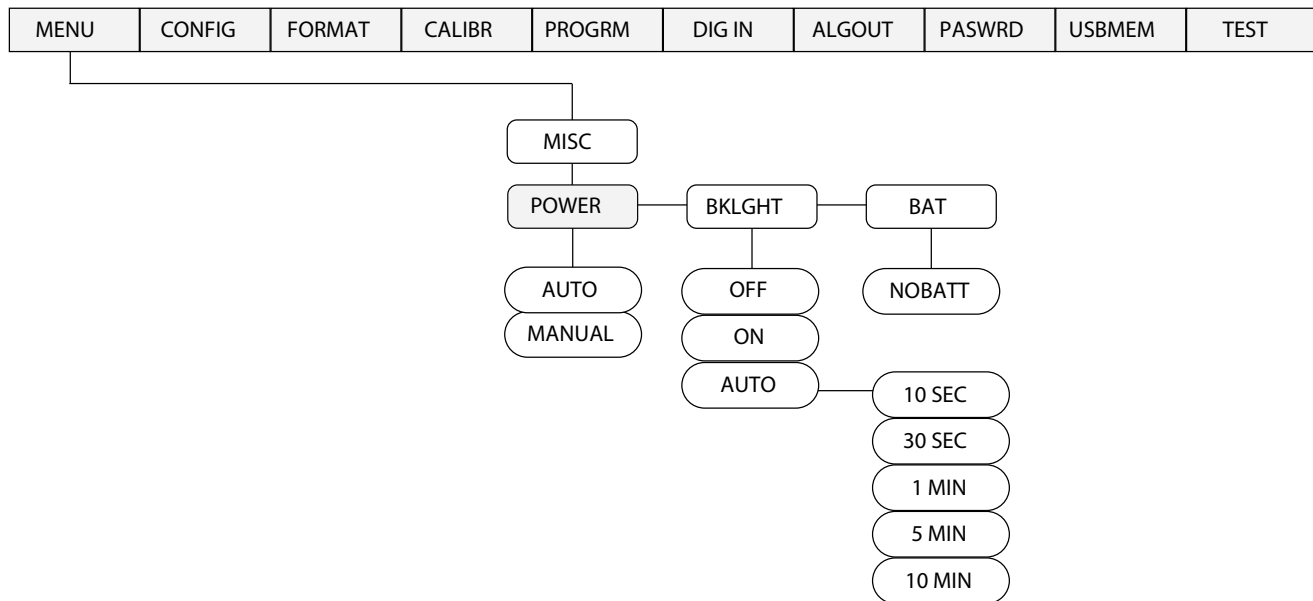 MENU CONFIG FORMAT CALIBR PROGRM DIG IN ALGOUT PASWRD USBMEM TEST
MISC
POWER BKLGHT BAT
AUTO OFF NOBATT
MANUAL ON
AUTO 10 SEC
30 SEC
1 MIN
5 MIN
10 MIN